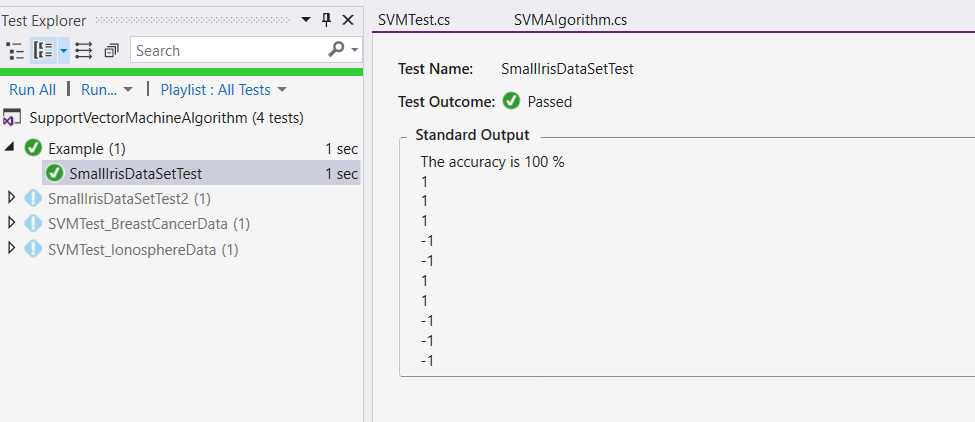 Test Explorer
Search
Run All | Run... | Playlist : All Tests
SupportVectorMachineAlgorithm (4 tests)
Example (1) 1 sec
SmallIrisDataSetTest 1 sec
SmallIrisDataSetTest2 (1)
SVMTest_BreastCancerData (1)
SVMTest_IonosphereData (1)
SVMTest.cs SVMAlgorithm.cs
Test Name: SmallIrisDataSetTest
Test Outcome: Passed
Standard Output
The accuracy is 100 %
1
1
1
-1
-1
1
1
-1
-1
-1